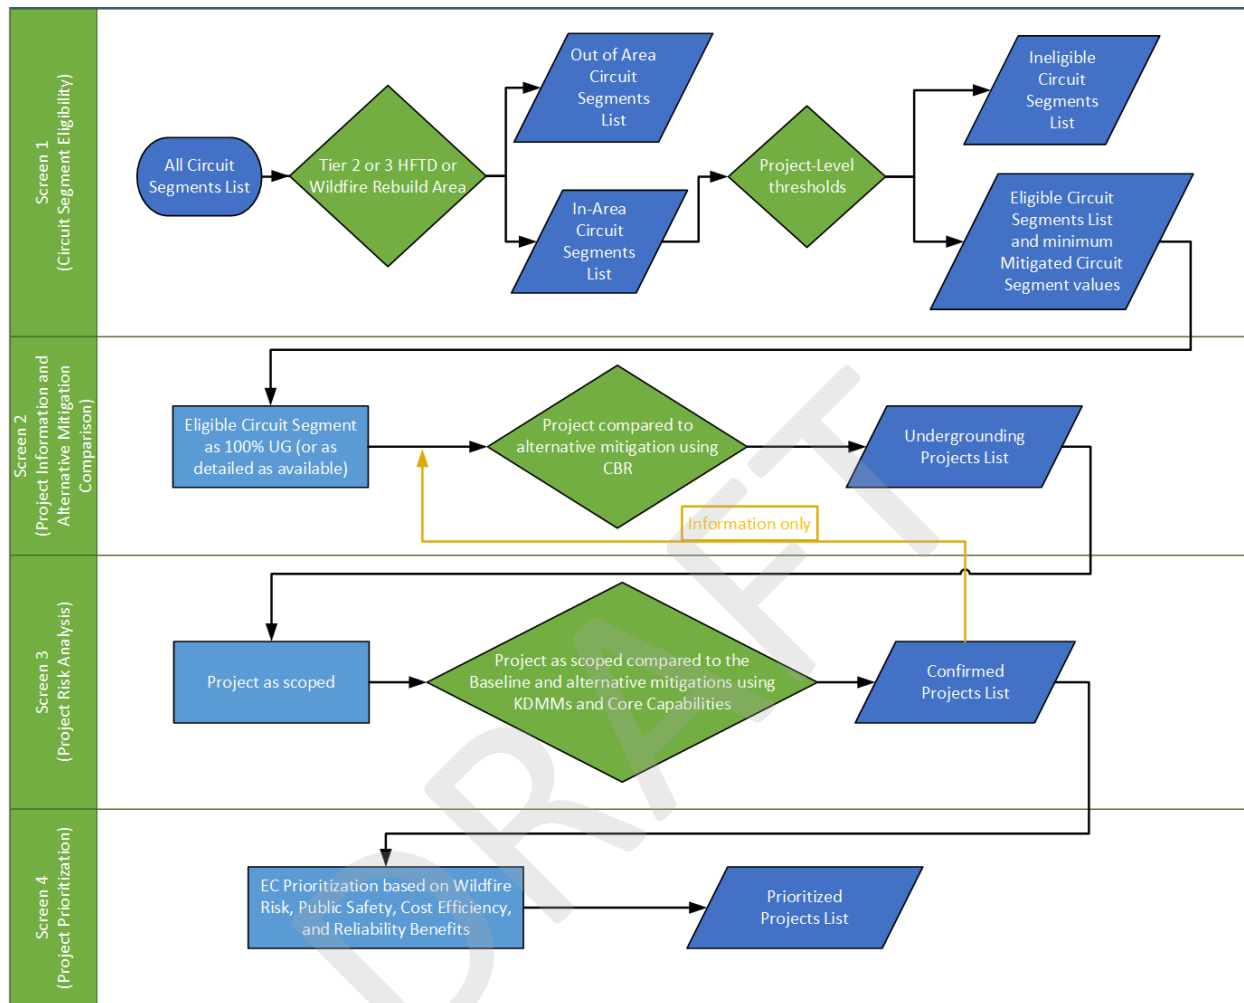 Screen 1
(Circuit Segment Eligibility)
All Circuit
Segments List
Tier 2 or 3 HFTD or
Wildfire Rebuild Area
Out of Area
Circuit
Segments
List
In-Area
Circuit
Segments
List
Project-Level
thresholds
Ineligible
Circuit
Segments
List
Eligible Circuit
Segments List
and minimum
Mitigated Circuit
Segment values
Screen 2
(Project Information and
Alternative Mitigation
Comparison)
Eligible Circuit Segment
as 100% UG (or as
detailed as available)
Project compared to
alternative mitigation using
CBR
Undergrounding
Projects List
Information only
Screen 3
(Project Risk Analysis)
Project as scoped
Project as scoped compared to the
Baseline and alternative mitigations using
KDMMs and Core Capabilities
Confirmed
Projects List
Screen 4
(Project Prioritization)
EC Prioritization based on Wildfire
Risk, Public Safety, Cost Efficiency,
and Reliability Benefits
Prioritized
Projects List
DRAFT